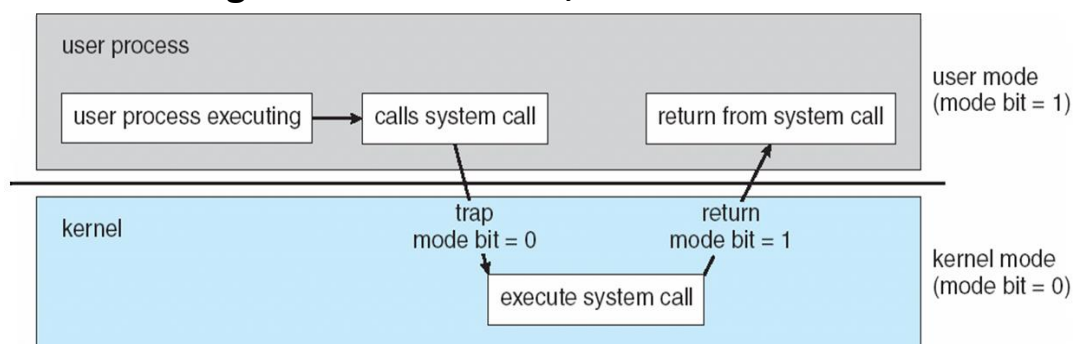 user process
user process executing
calls system call
return from system call
user mode
(mode bit = 1)
trap
mode bit = 0
return
mode bit = 1
kernel
execute system call
kernel mode
(mode bit = 0)